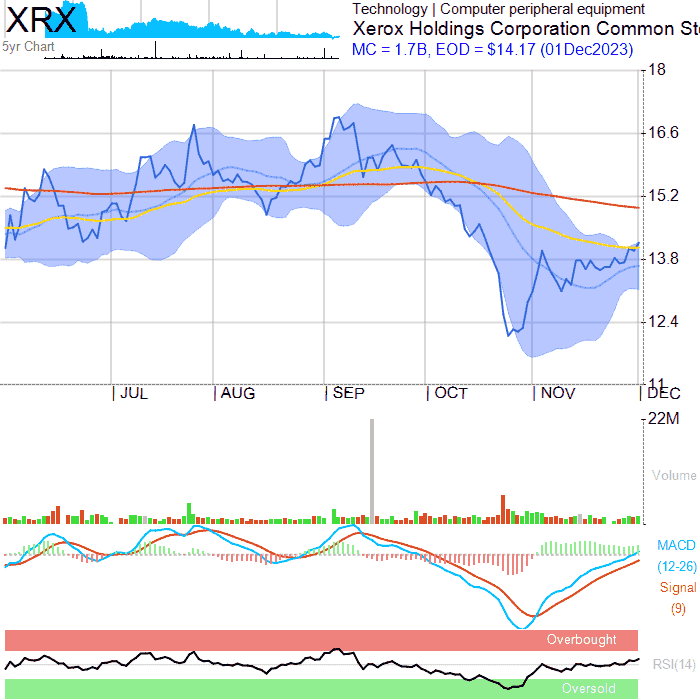 XRX
5yr Chart
Technology | Computer peripheral equipment
Xerox Holdings Corporation Common Sto
MC = 1.7B, EOD = $14.17 (01Dec2023)
18
16.6
15.2
13.8
12.4
11
| JUL | AUG | SEP | OCT | NOV | DEC
22M
Volume
MACD
(12-26)
Signal
(9)
Overbought
RSI(14)
Oversold